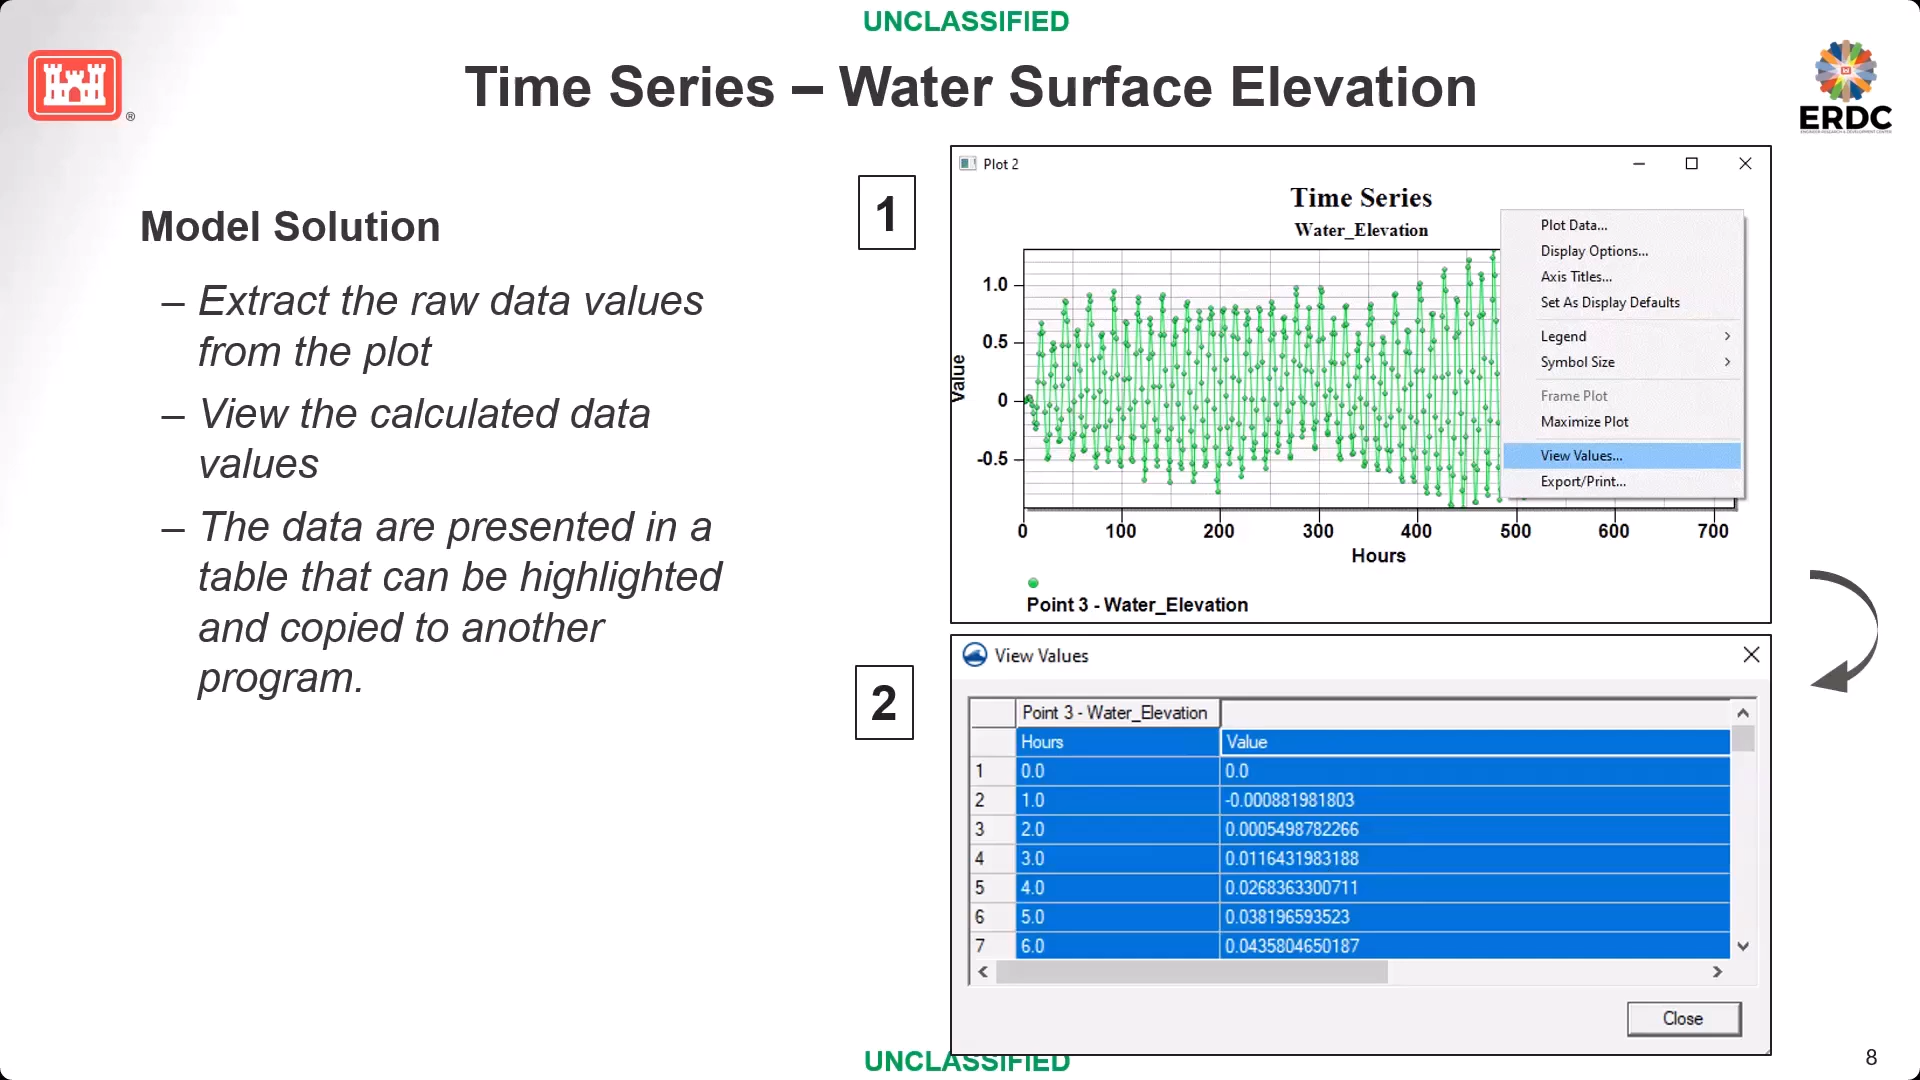 UNCLASSIFIED
Time Series – Water Surface Elevation
®
ERDC
Model Solution
– Extract the raw data values
from the plot
– View the calculated data
values
– The data are presented in a
table that can be highlighted
and copied to another
program.
1
Plot 2
Time Series
Water_Elevation
Value
1.0
0.5
0
-0.5
0 100 200 300 400 500 600 700
Hours
Point 3 - Water_Elevation
Plot Data...
Display Options...
Axis Titles...
Set As Display Defaults
Legend
Symbol Size
Frame Plot
Maximize Plot
View Values...
Export/Print...
2
View Values
Point 3 - Water_Elevation
Hours Value
1 0.0 0.0
2 1.0 -0.000881981803
3 2.0 0.0005498782266
4 3.0 0.0116431983188
5 4.0 0.0268363300711
6 5.0 0.038196593523
7 6.0 0.0435804650187
Close
UNCLASSIFIED
8